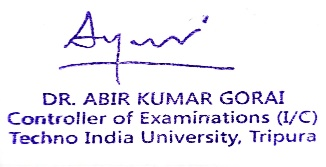 DR. ABIR KUMAR GORAI
Controller of Examinations (I/C)
Techno India University, Tripura